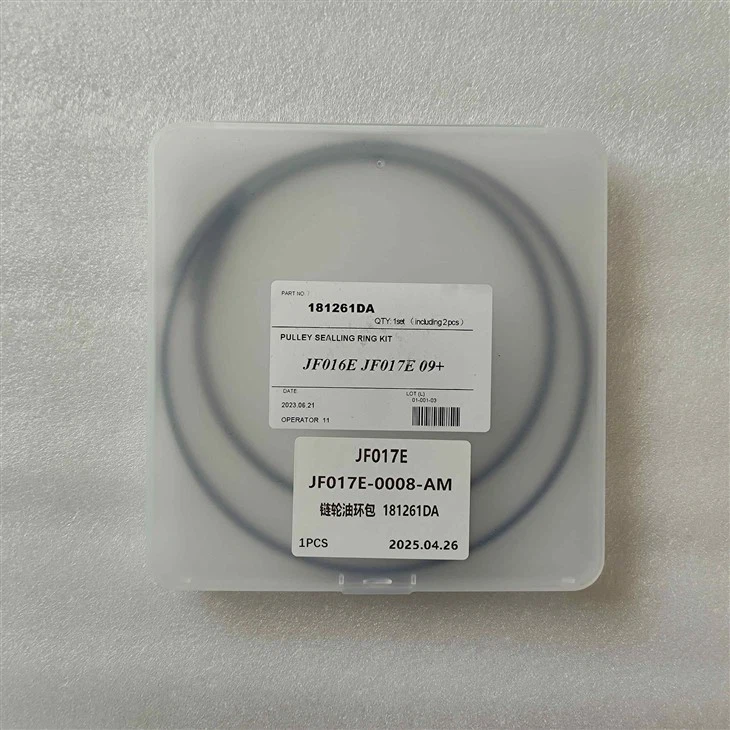 PART NO.
181261DA
QTY: 1set （including 2pcs）
PULLEY SEALLING RING KIT
JF016E JF017E 09+
DATE:
LOT (L)
2023.06.21
01-001-03
OPERATOR 11
JF017E
JF017E-0008-AM
链轮油环包 181261DA
1PCS
2025.04.26